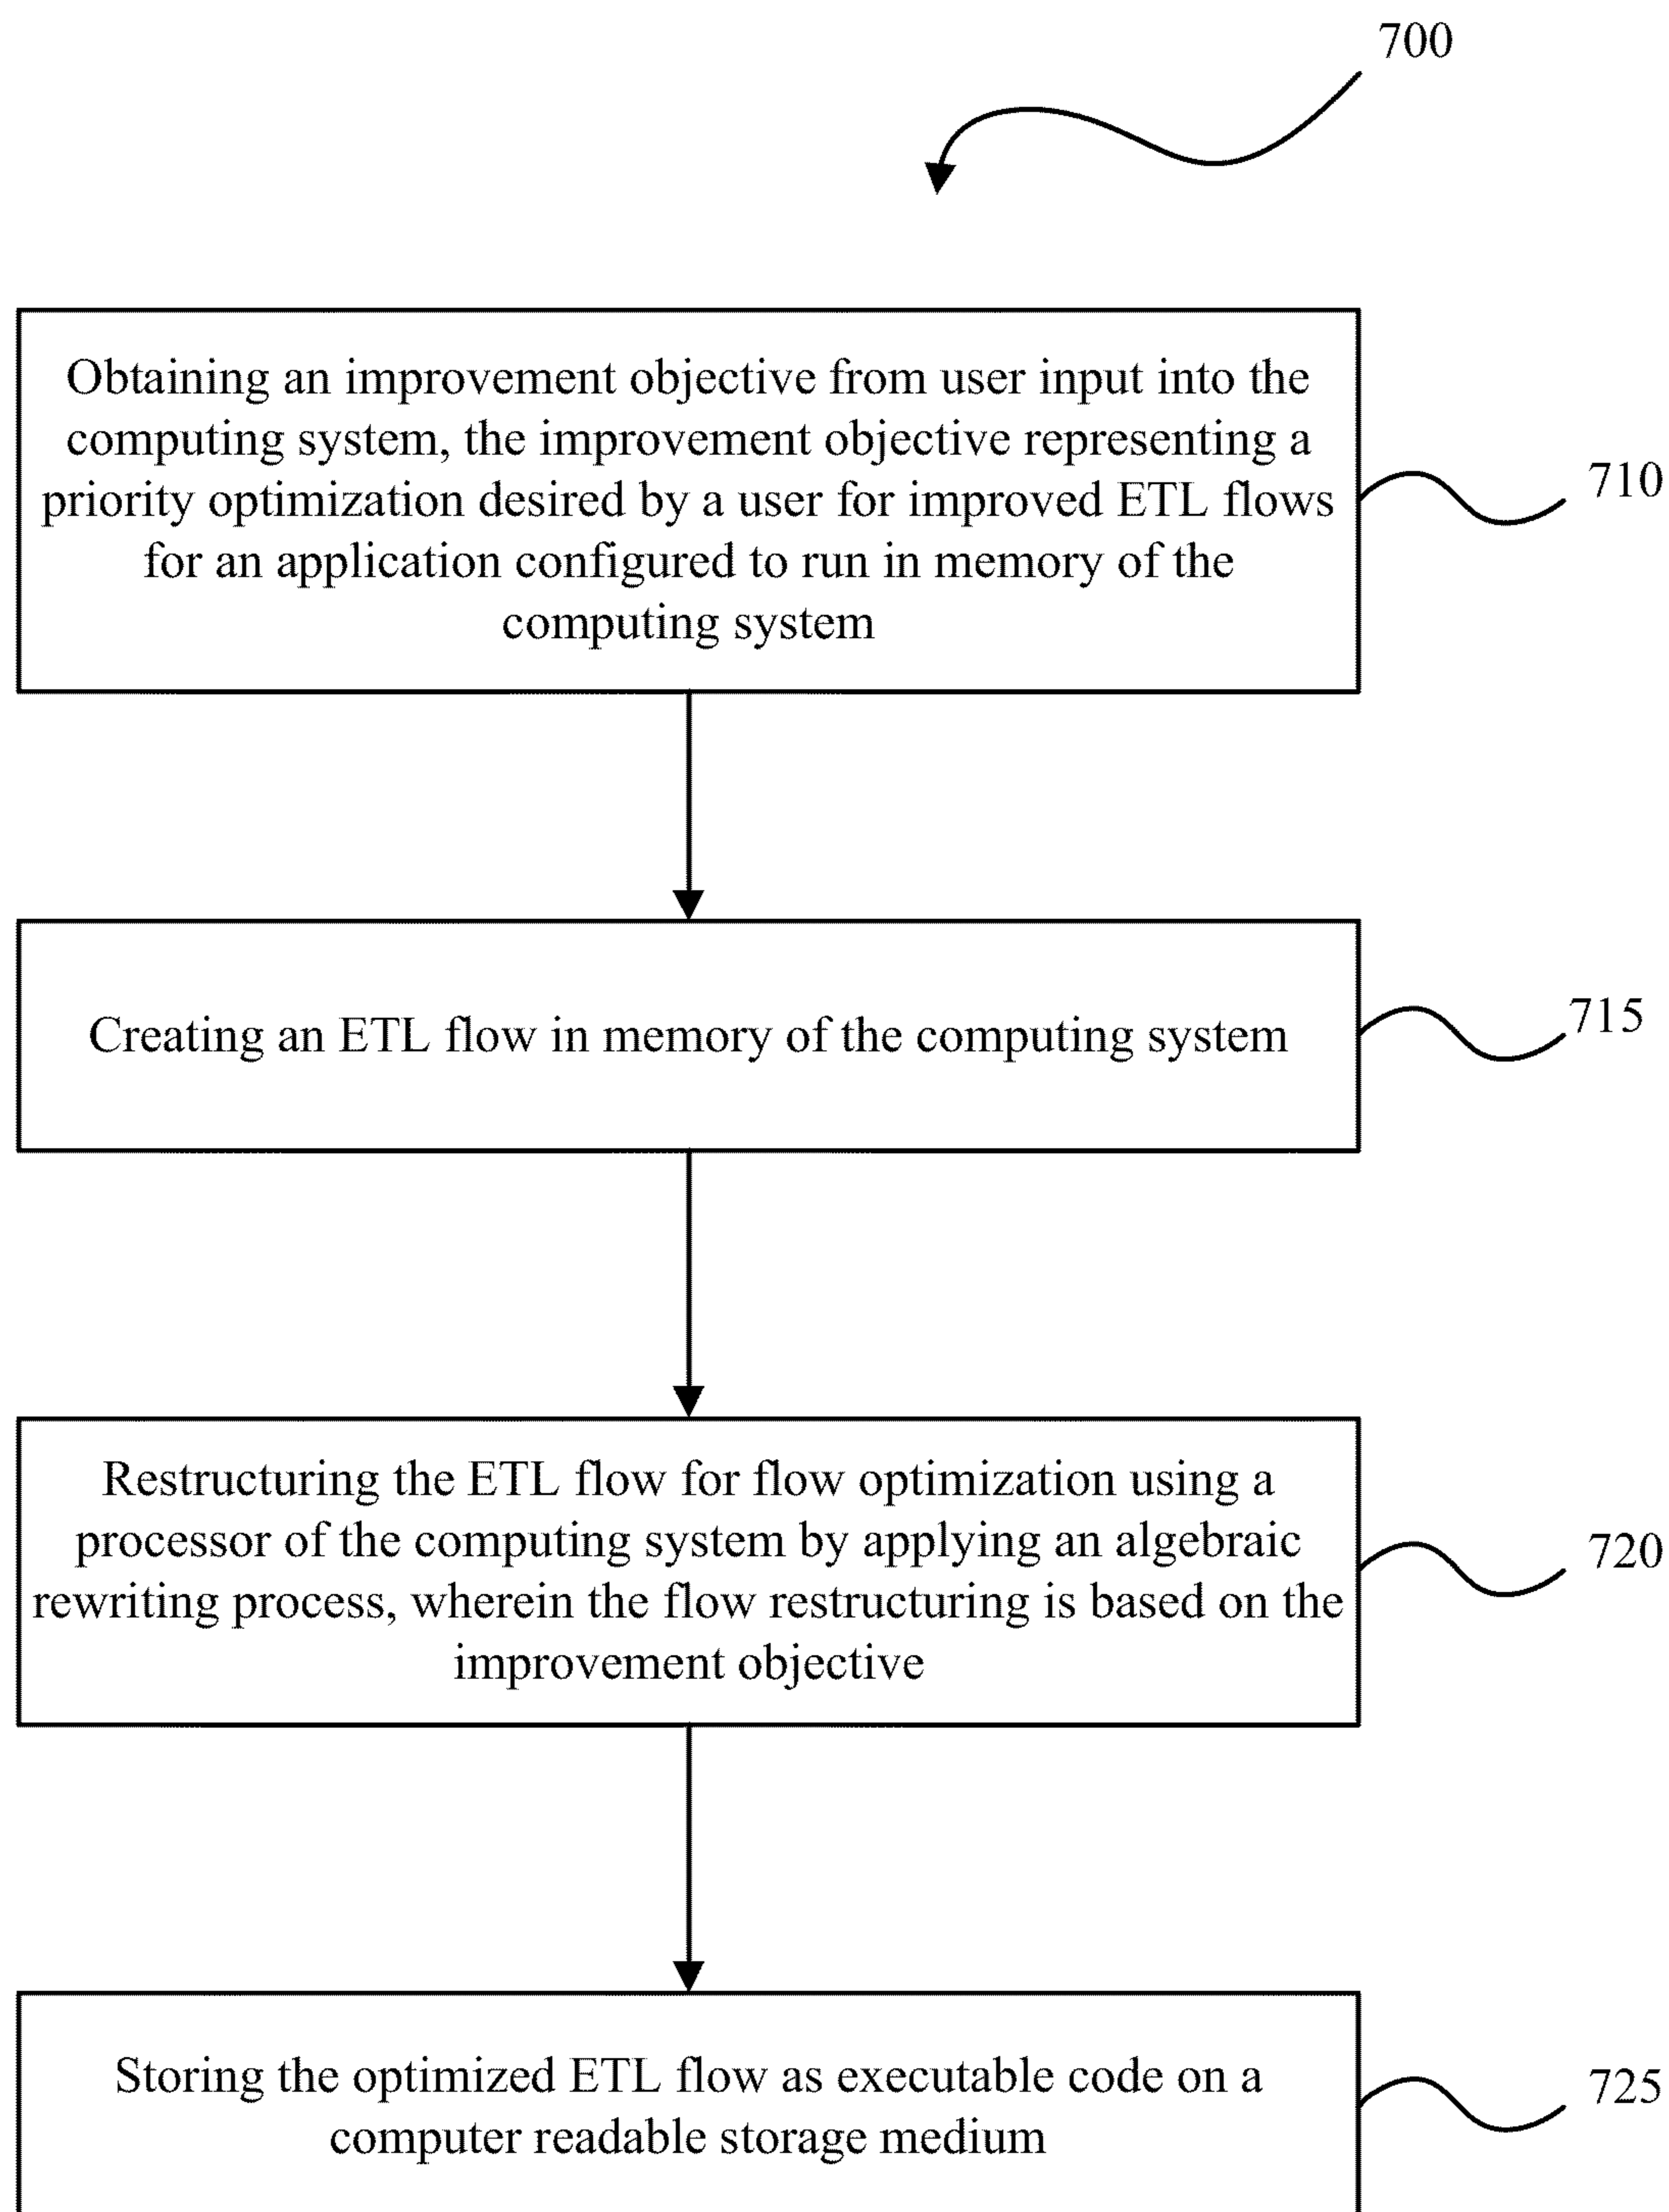 700
Obtaining an improvement objective from user input into the
computing system, the improvement objective representing a
priority optimization desired by a user for improved ETL flows
for an application configured to run in memory of the
computing system
710
Creating an ETL flow in memory of the computing system
715
Restructuring the ETL flow for flow optimization using a
processor of the computing system by applying an algebraic
rewriting process, wherein the flow restructuring is based on the
improvement objective
720
Storing the optimized ETL flow as executable code on a
computer readable storage medium
725